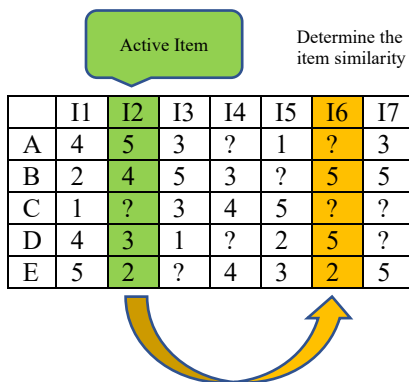 Active Item
Determine the
item similarity
I1 I2 I3 I4 I5 I6 I7
A 4 5 3 ? 1 ? 3
B 2 4 5 3 ? 5 5
C 1 ? 3 4 5 ? ?
D 4 3 1 ? 2 5 ?
E 5 2 ? 4 3 2 5